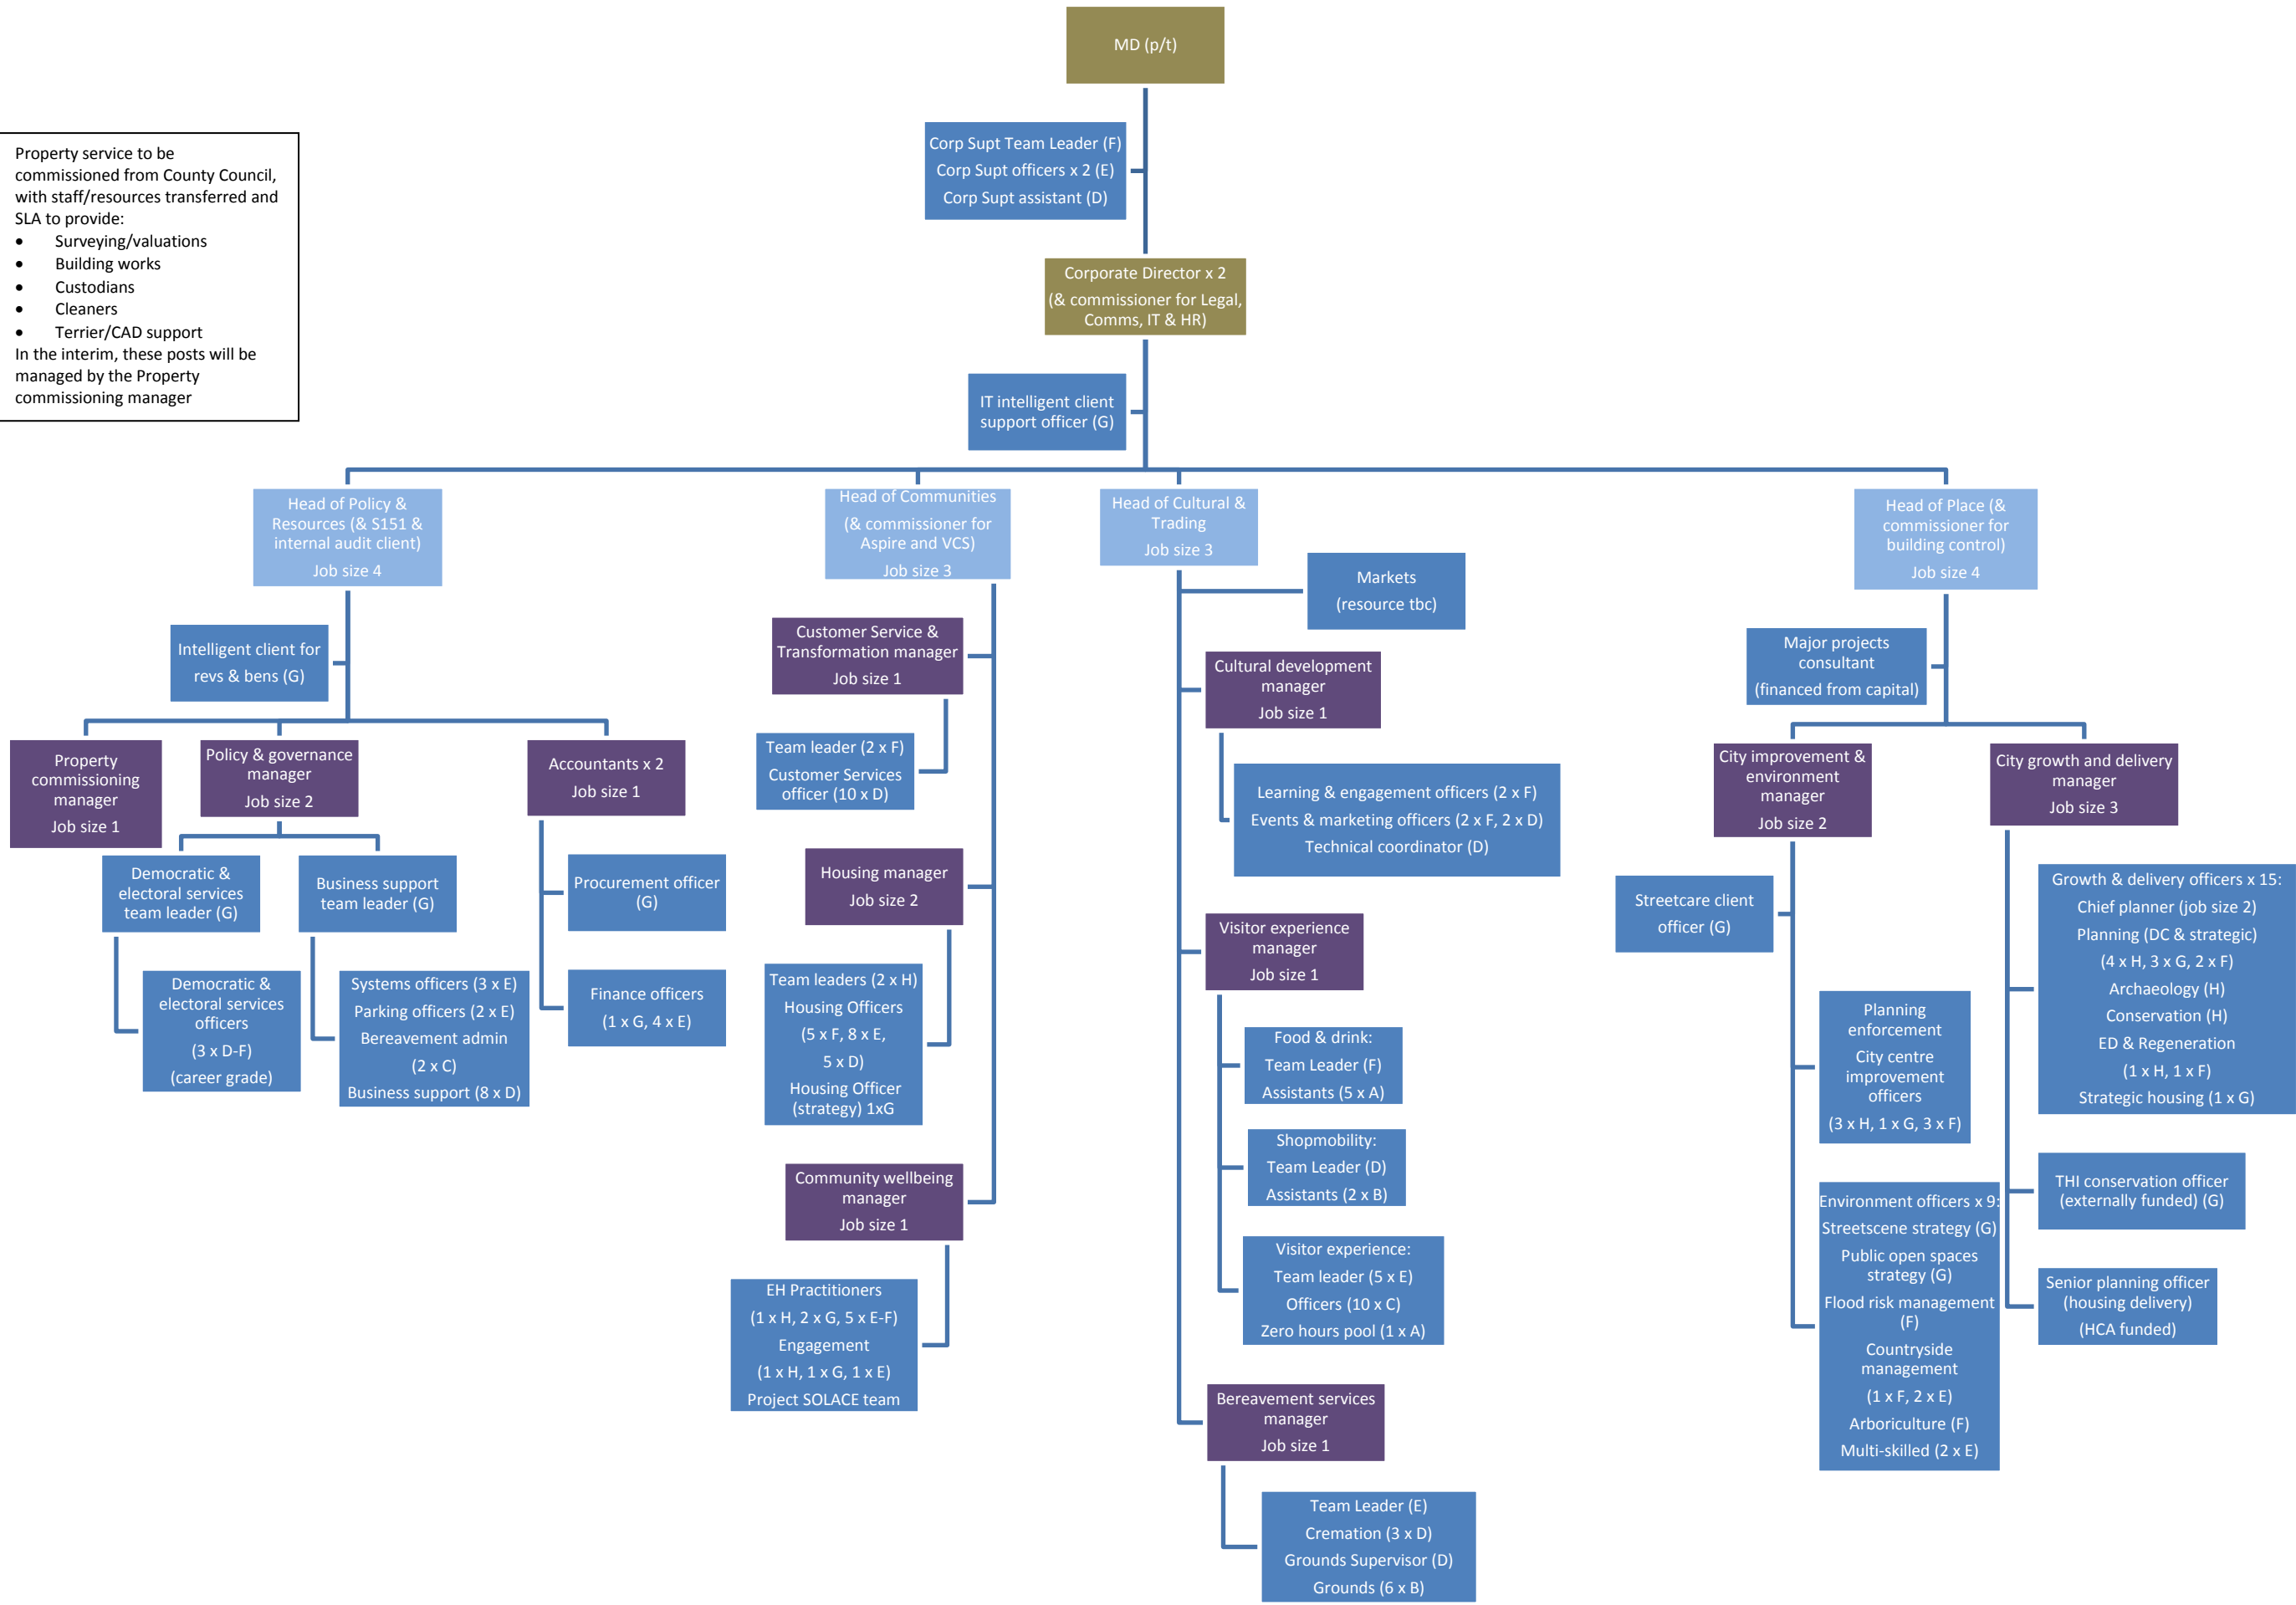 MD (p/t)
Property service to be
commissioned from County Council,
with staff/resources transferred and
SLA to provide:
• Surveying/valuations
• Building works
• Custodians
• Cleaners
• Terrier/CAD support
In the interim, these posts will be
managed by the Property
commissioning manager
Corp Supt Team Leader (F)
Corp Supt officers x 2 (E)
Corp Supt assistant (D)
Corporate Director x 2
(& commissioner for Legal,
Comms, IT & HR)
IT intelligent client
support officer (G)
Head of Policy &
Resources (& S151 &
internal audit client)
Job size 4
Intelligent client for
revs & bens (G)
Property
commissioning
manager
Job size 1
Policy & governance
manager
Job size 2
Accountants x 2
Job size 1
Democratic &
electoral services
team leader (G)
Business support
team leader (G)
Democratic &
electoral services
officers
(3 x D-F)
(career grade)
Systems officers (3 x E)
Parking officers (2 x E)
Bereavement admin
(2 x C)
Business support (8 x D)
Procurement officer
(G)
Finance officers
(1 x G, 4 x E)
Head of Communities
(& commissioner for
Aspire and VCS)
Job size 3
Customer Service &
Transformation manager
Job size 1
Team leader (2 x F)
Customer Services
officer (10 x D)
Housing manager
Job size 2
Team leaders (2 x H)
Housing Officers
(5 x F, 8 x E,
5 x D)
Housing Officer
(strategy) 1xG
Community wellbeing
manager
Job size 1
EH Practitioners
(1 x H, 2 x G, 5 x E-F)
Engagement
(1 x H, 1 x G, 1 x E)
Project SOLACE team
Head of Cultural &
Trading
Job size 3
Markets
(resource tbc)
Cultural development
manager
Job size 1
Learning & engagement officers (2 x F)
Events & marketing officers (2 x F, 2 x D)
Technical coordinator (D)
Visitor experience
manager
Job size 1
Food & drink:
Team Leader (F)
Assistants (5 x A)
Shopmobility:
Team Leader (D)
Assistants (2 x B)
Visitor experience:
Team leader (5 x E)
Officers (10 x C)
Zero hours pool (1 x A)
Bereavement services
manager
Job size 1
Team Leader (E)
Cremation (3 x D)
Grounds Supervisor (D)
Grounds (6 x B)
Head of Place (&
commissioner for
building control)
Job size 4
Major projects
consultant
(financed from capital)
City improvement &
environment
manager
Job size 2
City growth and delivery
manager
Job size 3
Streetcare client
officer (G)
Planning
enforcement
City centre
improvement
officers
(3 x H, 1 x G, 3 x F)
Environment officers x 9:
Streetscene strategy (G)
Public open spaces
strategy (G)
Flood risk management
(F)
Countryside
management
(1 x F, 2 x E)
Arboriculture (F)
Multi-skilled (2 x E)
Growth & delivery officers x 15:
Chief planner (job size 2)
Planning (DC & strategic)
(4 x H, 3 x G, 2 x F)
Archaeology (H)
Conservation (H)
ED & Regeneration
(1 x H, 1 x F)
Strategic housing (1 x G)
THI conservation officer
(externally funded) (G)
Senior planning officer
(housing delivery)
(HCA funded)